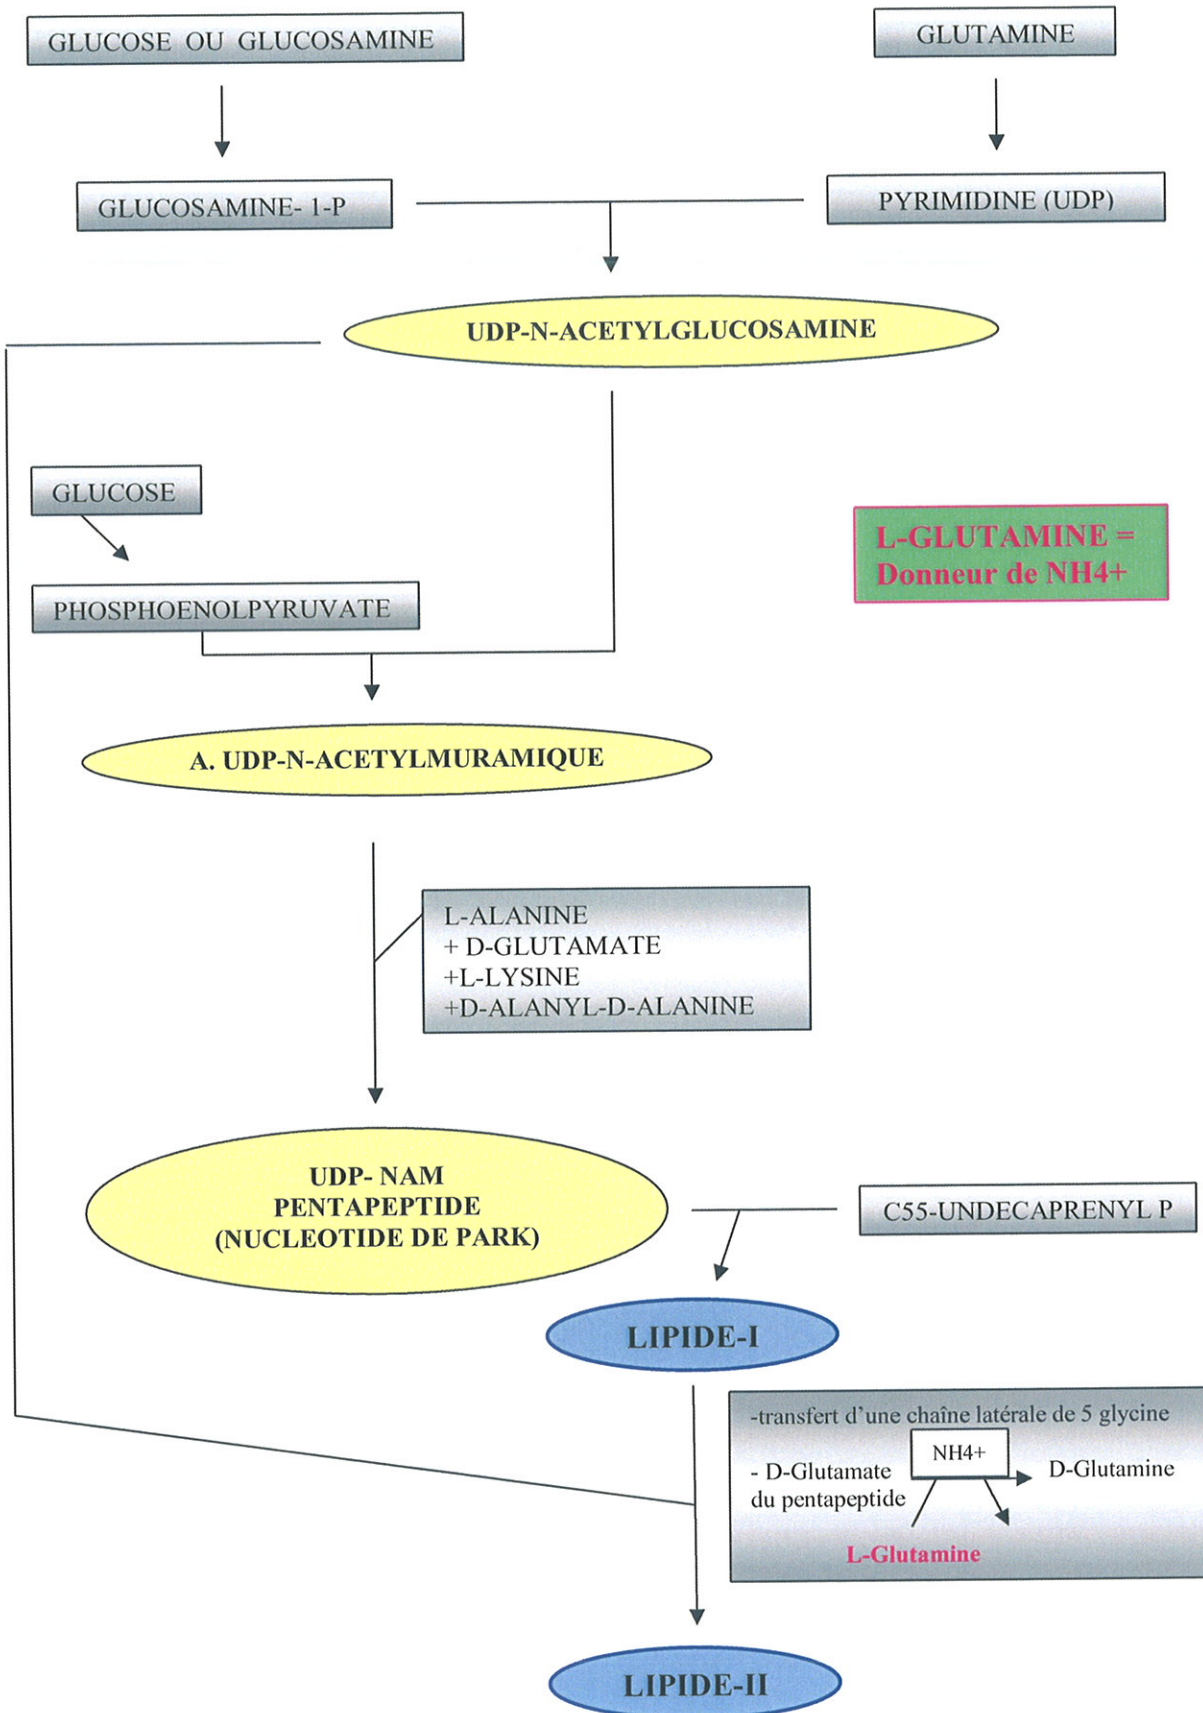 GLUCOSE OU GLUCOSAMINE
GLUTAMINE
GLUCOSAMINE- 1-P
PYRIMIDINE (UDP)
UDP-N-ACETYLGLUCOSAMINE
GLUCOSE
L-GLUTAMINE =
Donneur de NH4+
PHOSPHOENOLPYRUVATE
A. UDP-N-ACETYLMURAMIQUE
L-ALANINE
+ D-GLUTAMATE
+L-LYSINE
+D-ALANYL-D-ALANINE
UDP- NAM
PENTAPEPTIDE
(NUCLEOTIDE DE PARK)
C55-UNDECAPRENYL P
LIPIDE-I
-transfert d'une chaîne latérale de 5 glycine
NH4+
- D-Glutamate
du pentapeptide
D-Glutamine
L-Glutamine
LIPIDE-II